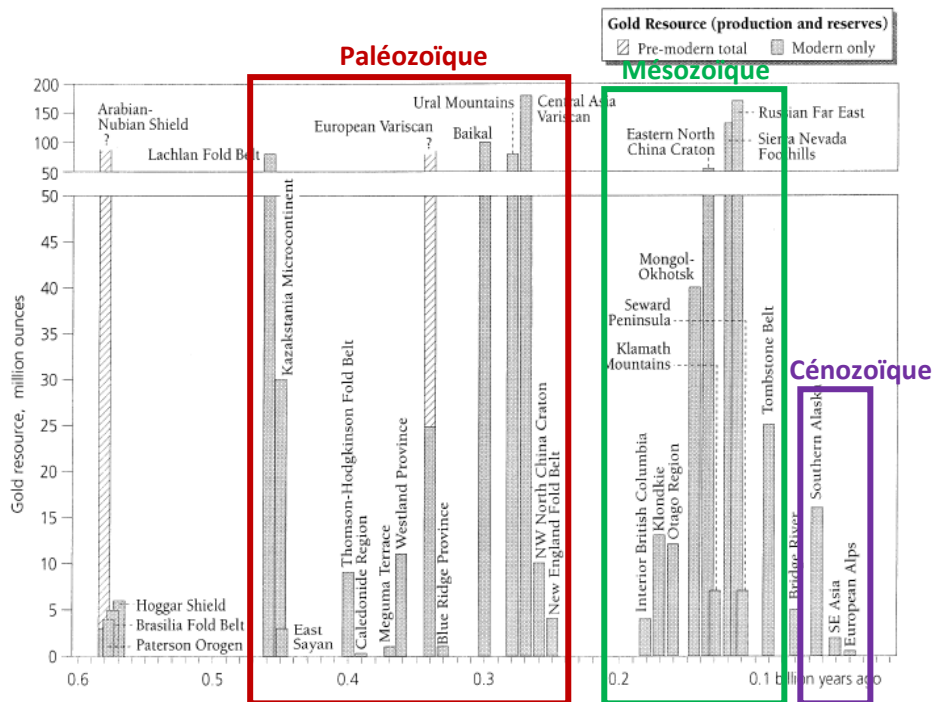 Gold Resource (production and reserves)
Pre-modern total
Modern only
Paléozoïque
Mésozoïque
Cénozoïque
Gold resource, million ounces
200
150
100
50
50
45
40
35
30
25
20
15
10
5
0
Arabian-
Nubian Shield
?
Lachlan Fold Belt
Kazakstania Microcontinent
East
Sayan
Hoggar Shield
Brasilia Fold Belt
Paterson Orogen
Thomson-Hodgkinson Fold Belt
Caledonide Region
Meguma Terrace
Westland Province
European Variscan
?
Blue Ridge Province
Baikal
Ural Mountains
Central Asia
Variscan
NW North China Craton
New England Fold Belt
Interior British Columbia
Klondkie
Otago Region
Mongol-
Okhotsk
Seward
Peninsula
Klamath
Mountains
Eastern North
China Craton
Russian Far East
Sierra Nevada
Foothills
Tombstone Belt
Bridge River
Southern Alaska
SE Asia
European Alps
0.6
0.5
0.4
0.3
0.2
0.1 billion years ago